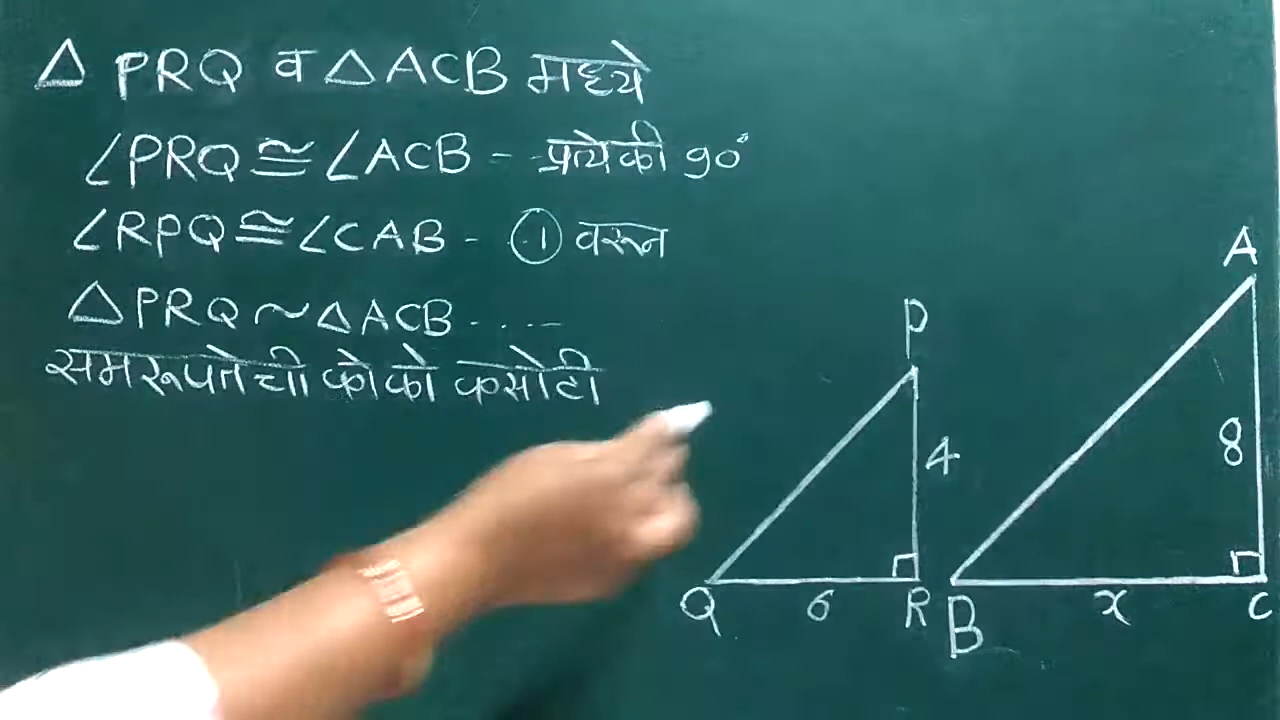 △ PRQ व △ACB मध्ये
∠PRQ ≅ ∠ACB - - प्रत्येकी 90°
∠RPQ ≅ ∠CAB - ① वरून
△PRQ ~ △ACB - . . . .
समरूपतेची कोको कसोटी
A
P
4
8
Q 6 R B x C